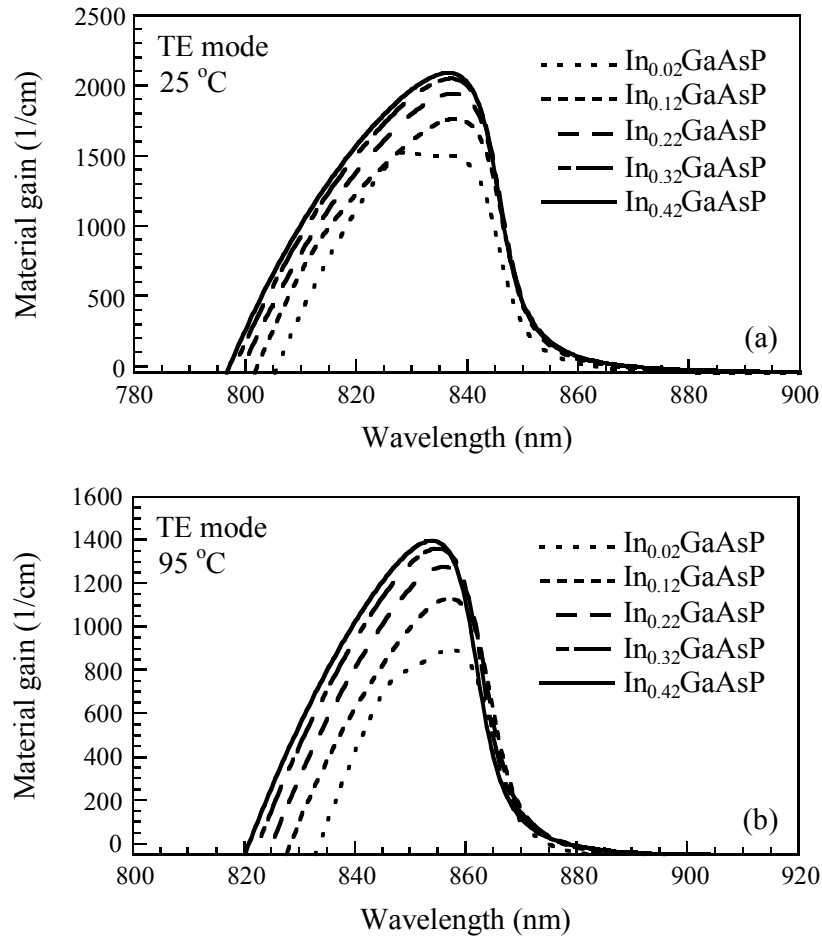 TE mode
25 °C
In0.02GaAsP
In0.12GaAsP
In0.22GaAsP
In0.32GaAsP
In0.42GaAsP
2500
2000
1500
1000
500
0
Material gain (1/cm)
(a)
780 800 820 840 860 880 900
Wavelength (nm)
TE mode
95 °C
In0.02GaAsP
In0.12GaAsP
In0.22GaAsP
In0.32GaAsP
In0.42GaAsP
1600
1400
1200
1000
800
600
400
200
0
Material gain (1/cm)
(b)
800 820 840 860 880 900 920
Wavelength (nm)